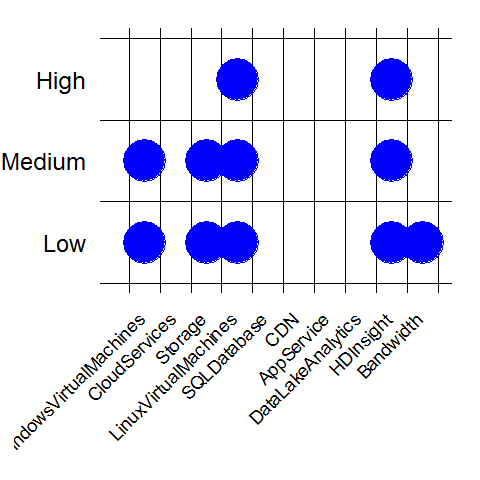 High
Medium
Low
ndowsVirtualMachines
CloudServices
Storage
LinuxVirtualMachines
SQLDatabase
CDN
AppService
DataLakeAnalytics
HDInsight
Bandwidth